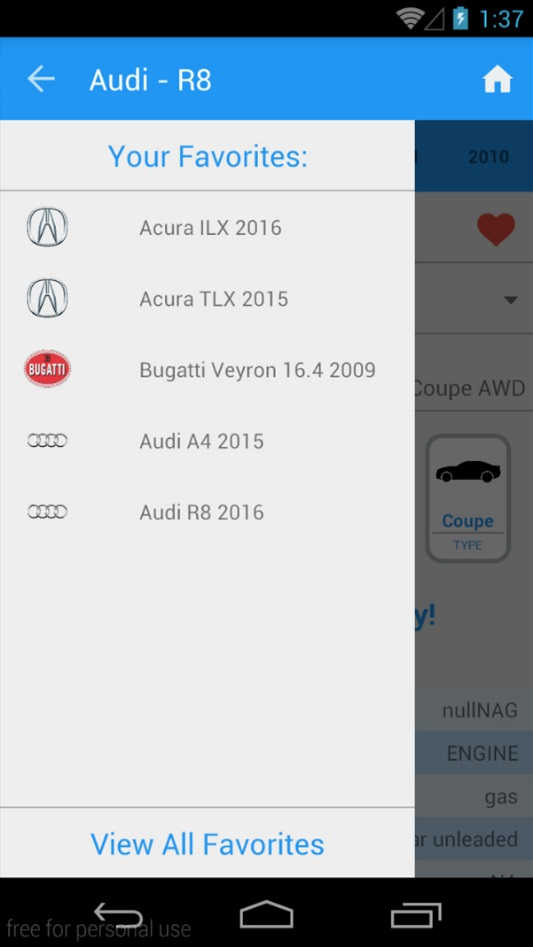 1:37
Audi - R8
Your Favorites:
2010
Acura ILX 2016
Acura TLX 2015
BUGATTI
Bugatti Veyron 16.4 2009
Coupe AWD
Audi A4 2015
Audi R8 2016
Coupe
TYPE
y!
nullNAG
ENGINE
gas
View All Favorites
ar unleaded
free for personal use